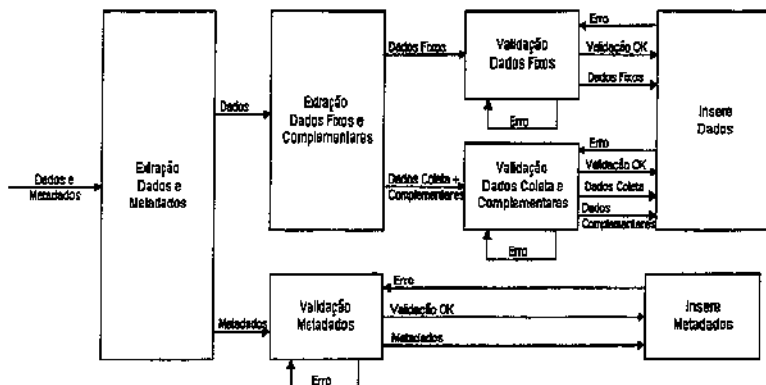 Dados e
Metadados
Extração
Dados e
Metadados
Dados
Metadados
Extração
Dados Fixos e
Complementares
Dados Fixos
Dados Coleta +
Complementares
Validação
Dados Fixos
Erro
Erro
Validação OK
Dados Fixos
Validação
Dados Coleta e
Complementares
Erro
Erro
Validação OK
Dados Coleta
Dados
Complementares
Insere
Dados
Validação
Metadados
Erro
Erro
Validação OK
Metadados
Insere
Metadados